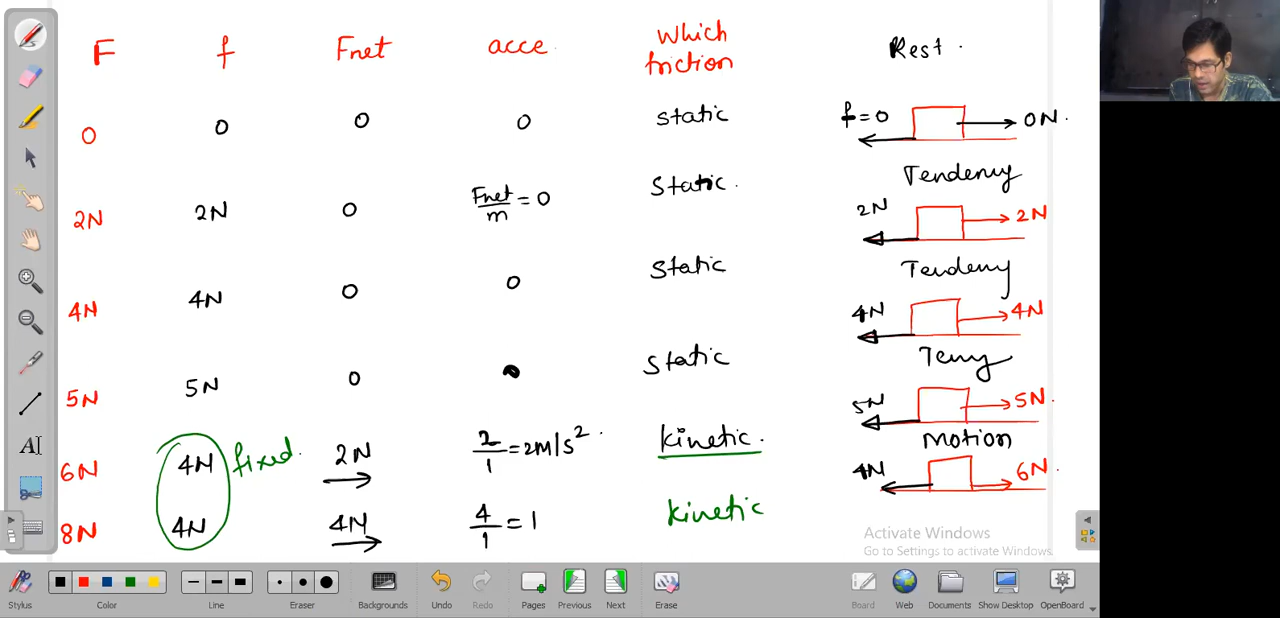 F f Fnet acce Which friction Rest.
0 0 0 0 static f=0 0N.
Tendency
2N 2N 0 Fnet/m = 0 Static. 2N 2N
Tendeny
4N 4N 0 0 static 4N 4N
Teny
5N 5N 0 static 5N 5N.
Motion
6N 4N fixed. 2N 2/1 = 2M/S² . kinetic. 4N 6N.
8N 4N 4N 4/1 = 1 kinetic
Activate Windows
Go to Settings to activate Windows.
Stylus Color Line Eraser Backgrounds Undo Redo Pages Previous Next Erase Board Web Documents Show Desktop OpenBoard